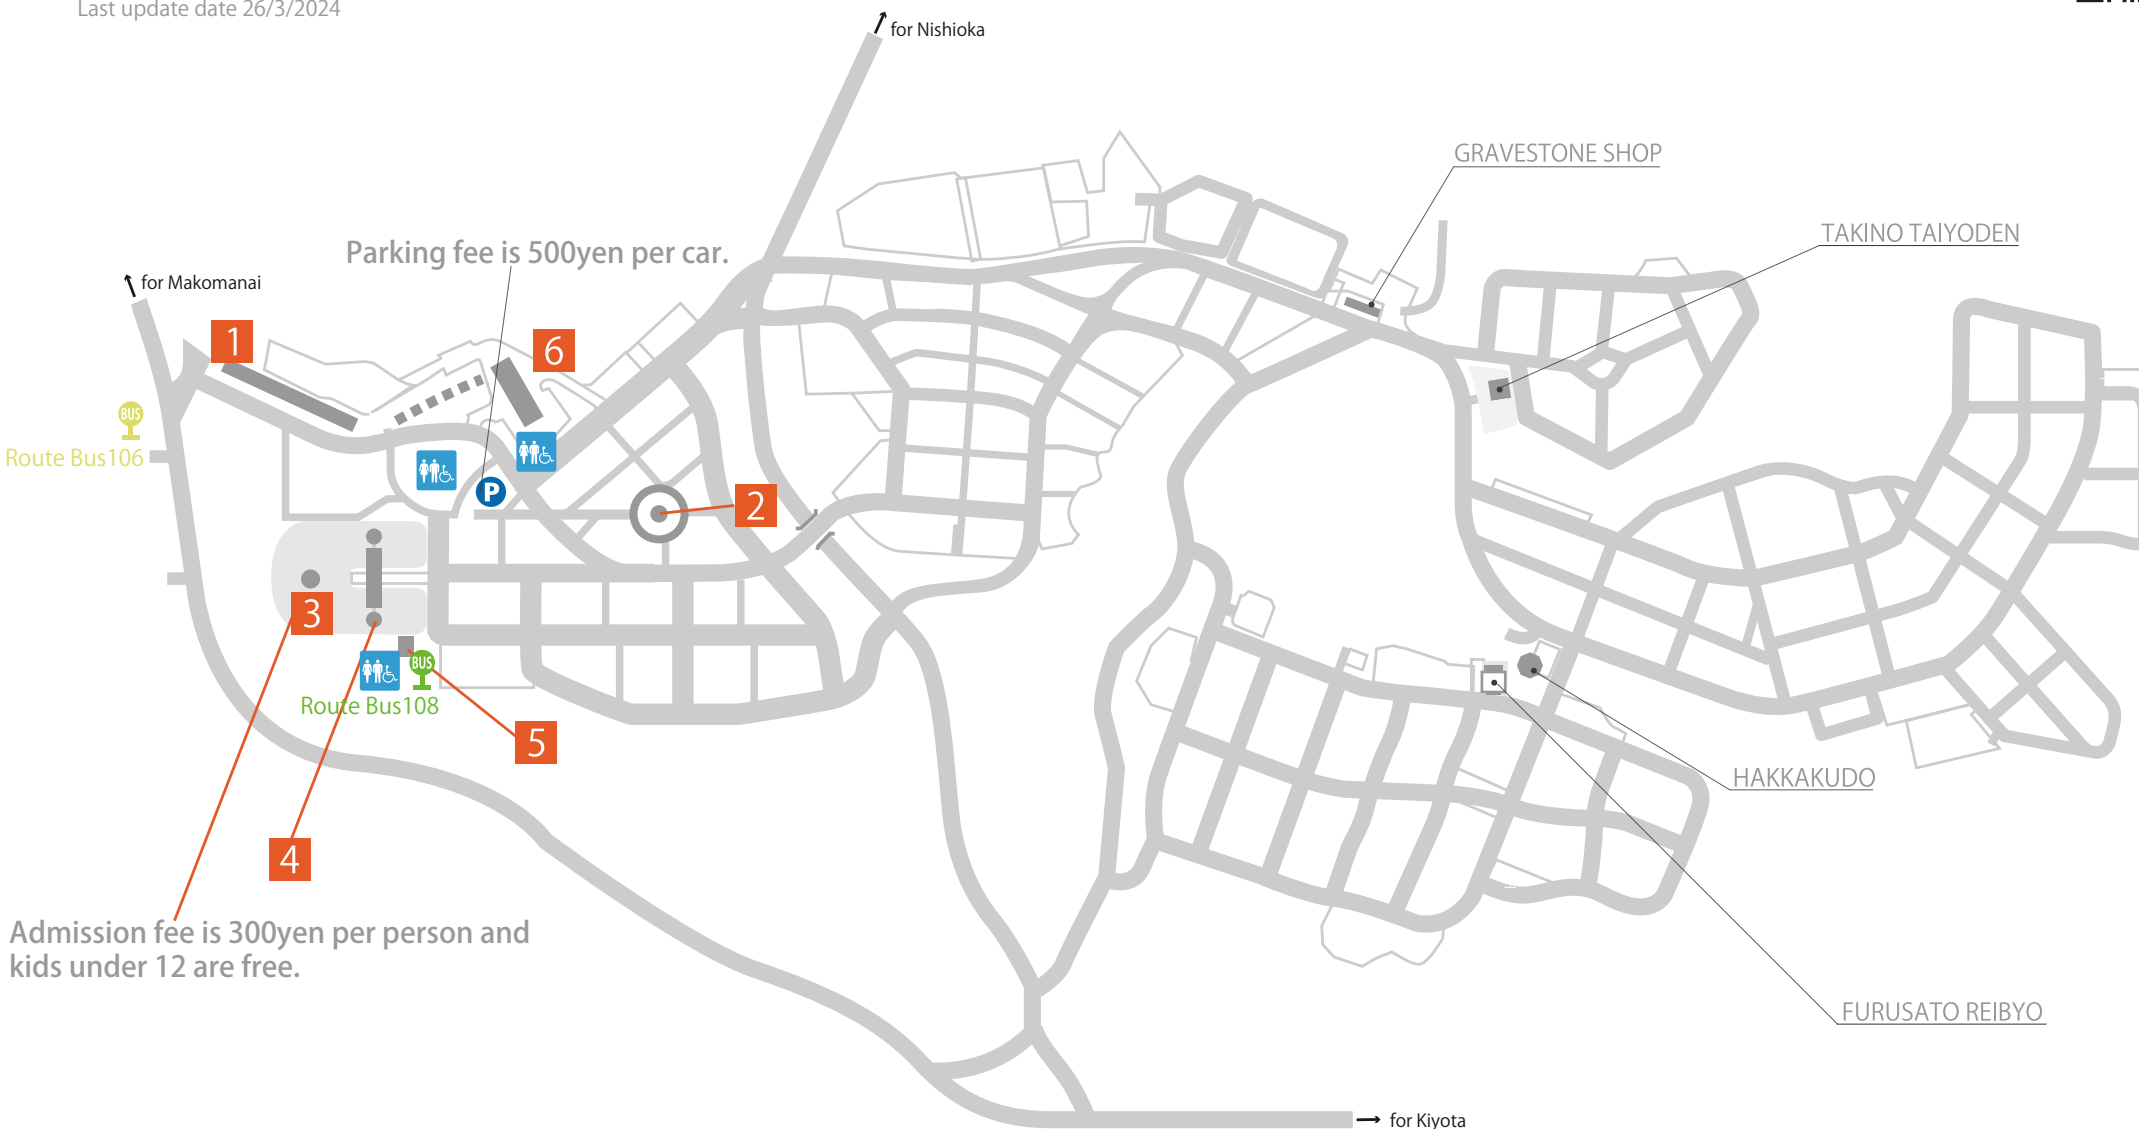 Last update date 26/3/2024
for Nishioka
GRAVESTONE SHOP
TAKINO TAIYODEN
Parking fee is 500yen per car.
for Makomanai
1
6
BUS
Route Bus106
P
2
3
BUS
Route Bus108
5
HAKKAKUDO
4
Admission fee is 300yen per person and
kids under 12 are free.
FURUSATO REIBYO
for Kiyota